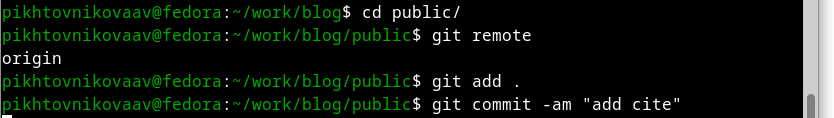 pikhtovnikovaav@fedora:~/work/blog$ cd public/
pikhtovnikovaav@fedora:~/work/blog/public$ git remote
origin
pikhtovnikovaav@fedora:~/work/blog/public$ git add .
pikhtovnikovaav@fedora:~/work/blog/public$ git commit -am "add cite"